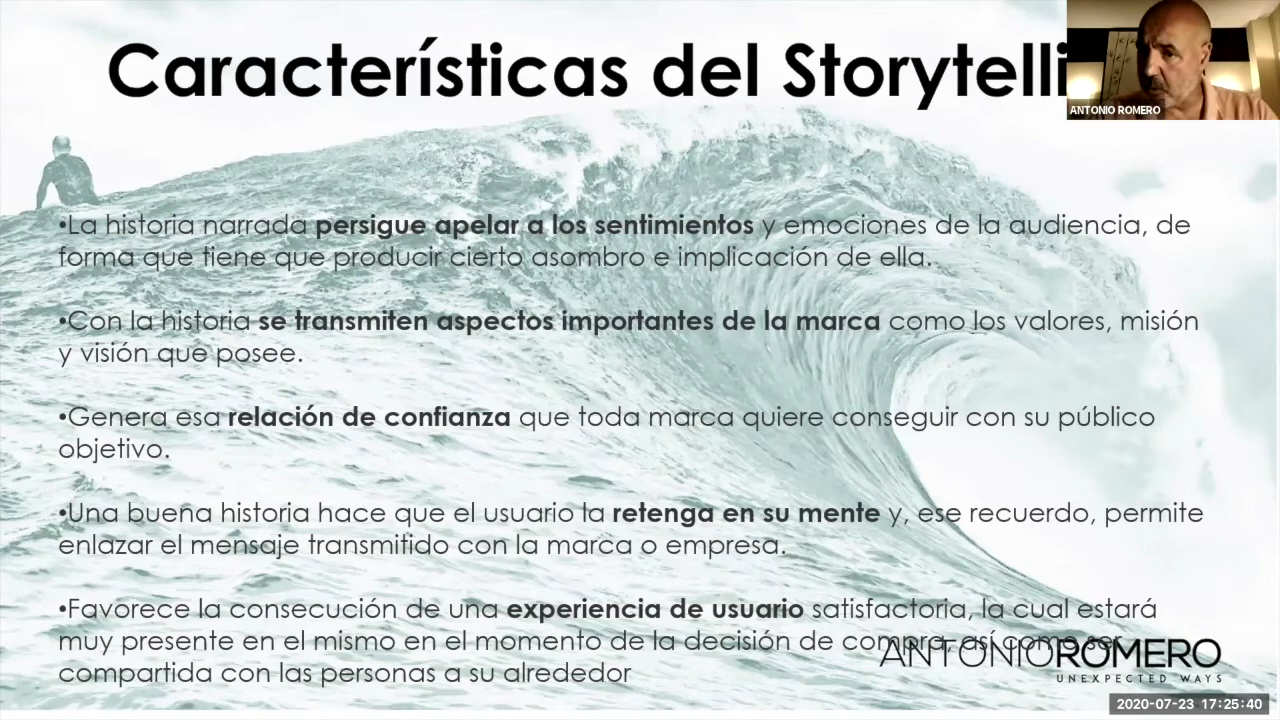 Características del Storytelli
ANTONIO ROMERO
•La historia narrada persigue apelar a los sentimientos y emociones de la audiencia, de
forma que tiene que producir cierto asombro e implicación de ella.
•Con la historia se transmiten aspectos importantes de la marca como los valores, misión
y visión que posee.
•Genera esa relación de confianza que toda marca quiere conseguir con su público
objetivo.
•Una buena historia hace que el usuario la retenga en su mente y, ese recuerdo, permite
enlazar el mensaje transmitido con la marca o empresa.
•Favorece la consecución de una experiencia de usuario satisfactoria, la cual estará
muy presente en el mismo en el momento de la decisión de compra, así como ser
compartida con las personas a su alrededor
ANTONIOROMERO
UNEXPECTED WAYS
2020-07-23 17:25:40